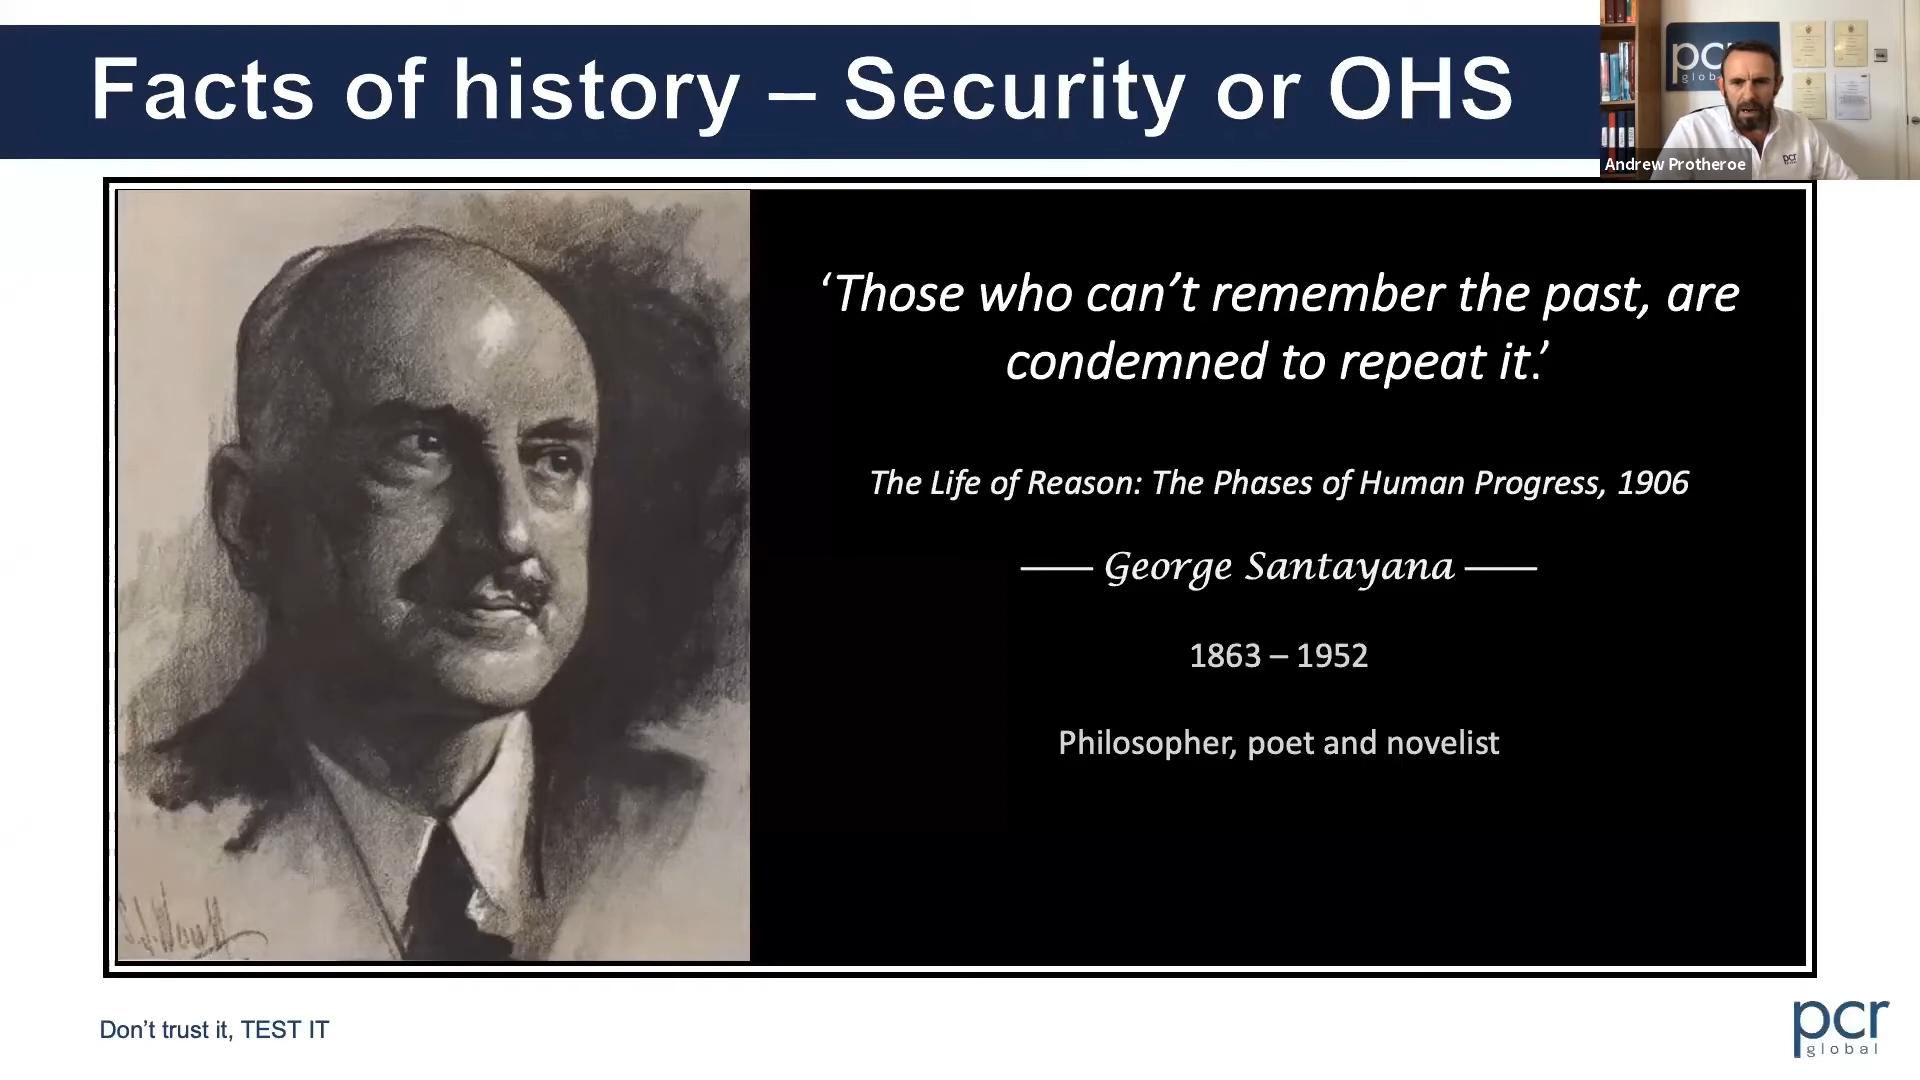 Facts of history – Security or OHS
pcr
global
Andrew Protheroe
‘Those who can’t remember the past, are
condemned to repeat it.’
The Life of Reason: The Phases of Human Progress, 1906
George Santayana
1863 – 1952
Philosopher, poet and novelist
Don’t trust it, TEST IT
pcr
global